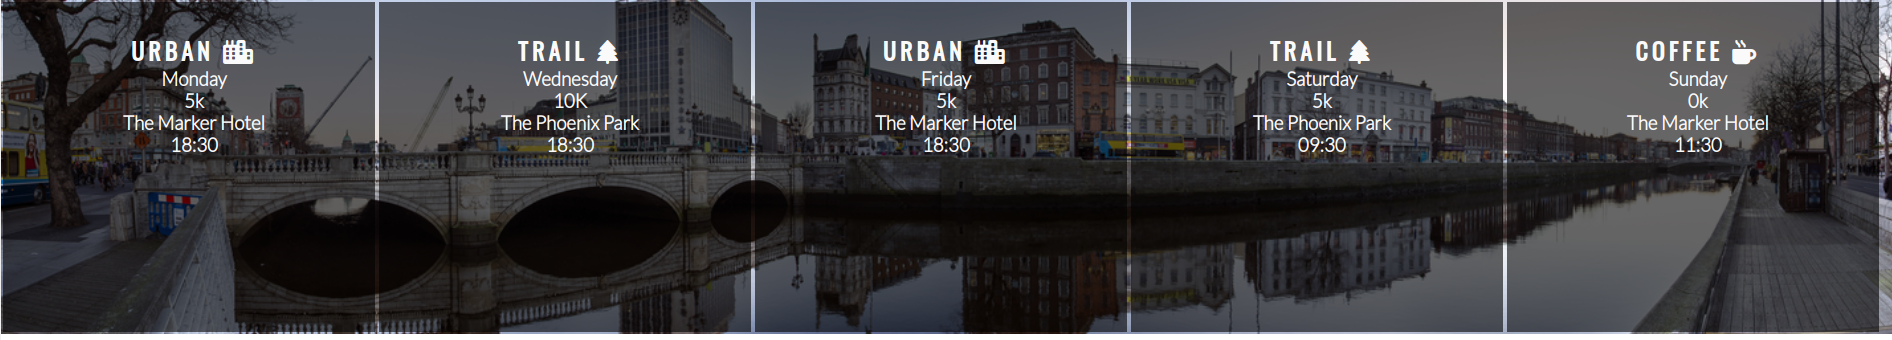 URBAN
Monday
5k
The Marker Hotel
18:30
TRAIL
Wednesday
10K
The Phoenix Park
18:30
URBAN
Friday
5k
The Marker Hotel
18:30
TRAIL
Saturday
5k
The Phoenix Park
09:30
COFFEE
Sunday
0k
The Marker Hotel
11:30